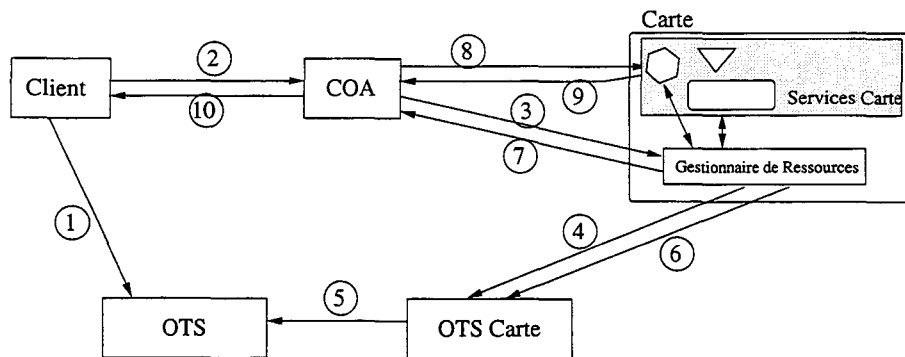 Carte
2
8
Client
COA
9
Services Carte
10
3
7
Gestionnaire de Ressources
1
4
6
5
OTS
OTS Carte